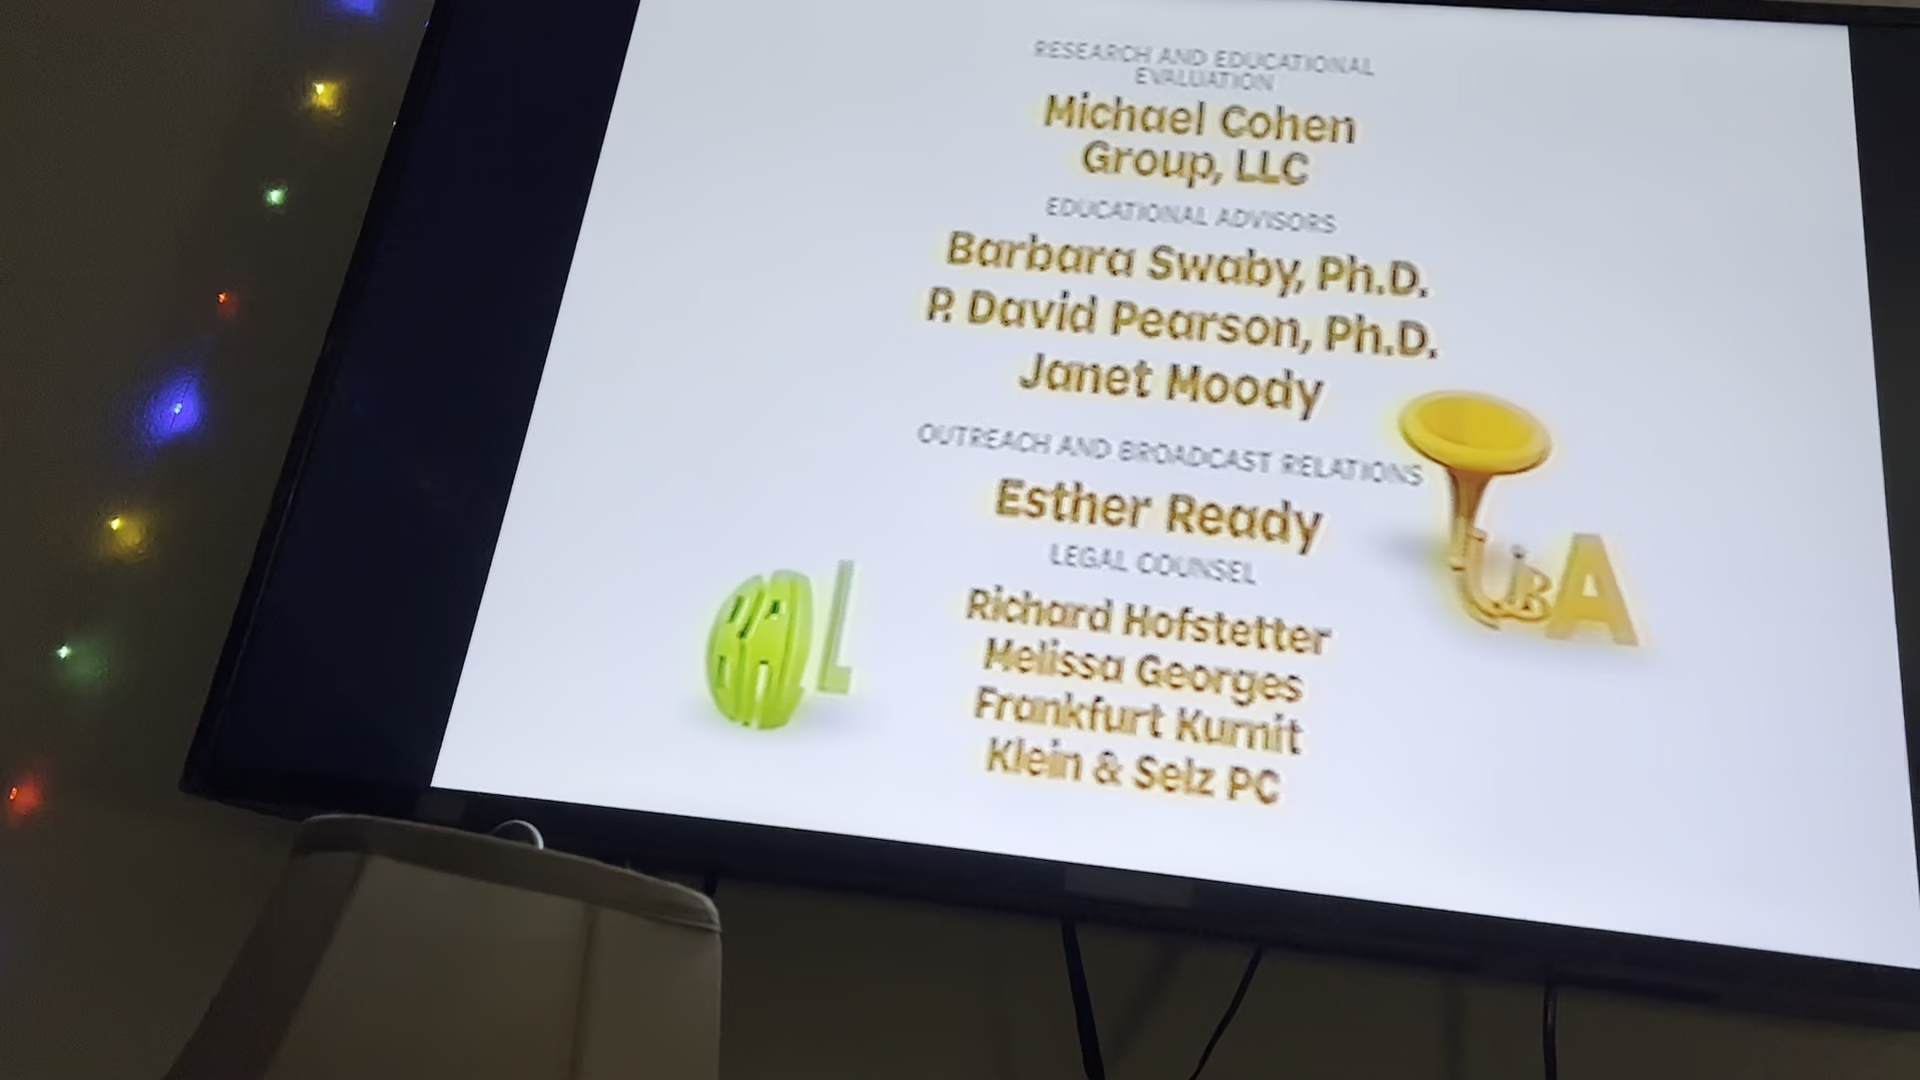 RESEARCH AND EDUCATIONAL
EVALUATION
Michael Cohen
Group, LLC
EDUCATIONAL ADVISORS
Barbara Swaby, Ph.D.
P. David Pearson, Ph.D.
Janet Moody
OUTREACH AND BROADCAST RELATIONS
Esther Ready
LEGAL COUNSEL
Richard Hofstetter
Melissa Georges
Frankfurt Kurnit
Klein & Selz PC